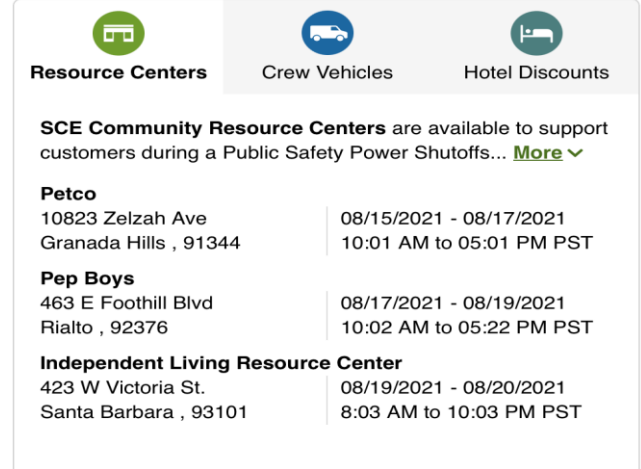 Resource Centers
Crew Vehicles
Hotel Discounts
SCE Community Resource Centers are available to support
customers during a Public Safety Power Shutoffs... More
Petco
10823 Zelzah Ave
08/15/2021 - 08/17/2021
Granada Hills , 91344
10:01 AM to 05:01 PM PST
Pep Boys
463 E Foothill Blvd
08/17/2021 - 08/19/2021
Rialto , 92376
10:02 AM to 05:22 PM PST
Independent Living Resource Center
423 W Victoria St.
08/19/2021 - 08/20/2021
Santa Barbara , 93101
8:03 AM to 10:03 PM PST